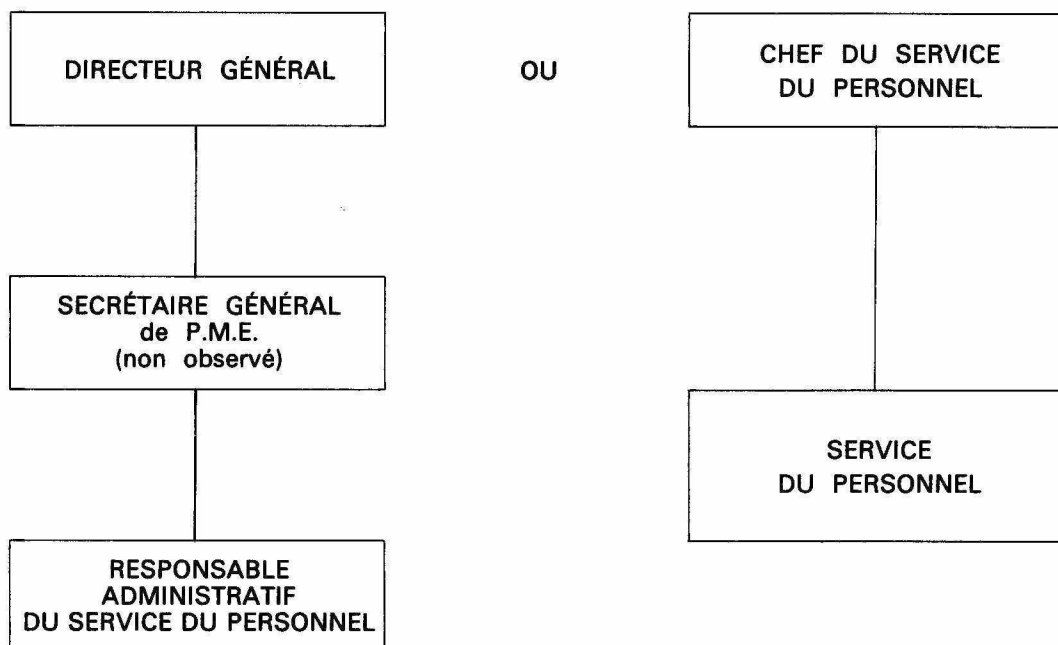 DIRECTEUR GÉNÉRAL
OU
CHEF DU SERVICE
DU PERSONNEL
SECRÉTAIRE GÉNÉRAL
de P.M.E.
(non observé)
SERVICE
DU PERSONNEL
RESPONSABLE
ADMINISTRATIF
DU SERVICE DU PERSONNEL